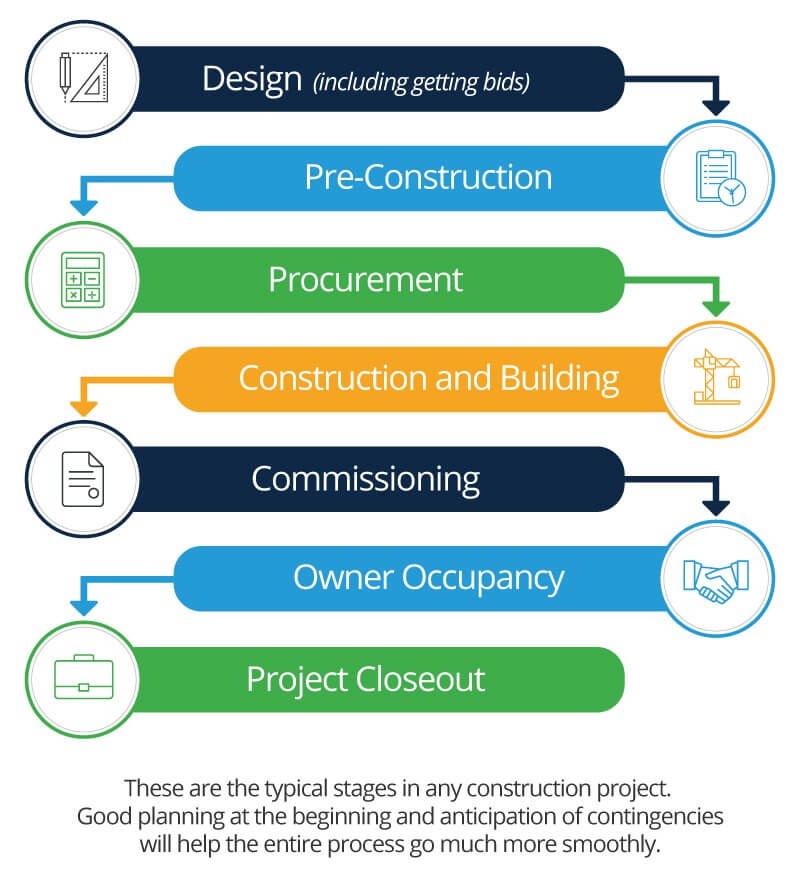 Design (including getting bids)
Pre-Construction
Procurement
Construction and Building
Commissioning
Owner Occupancy
Project Closeout
These are the typical stages in any construction project.
Good planning at the beginning and anticipation of contingencies
will help the entire process go much more smoothly.